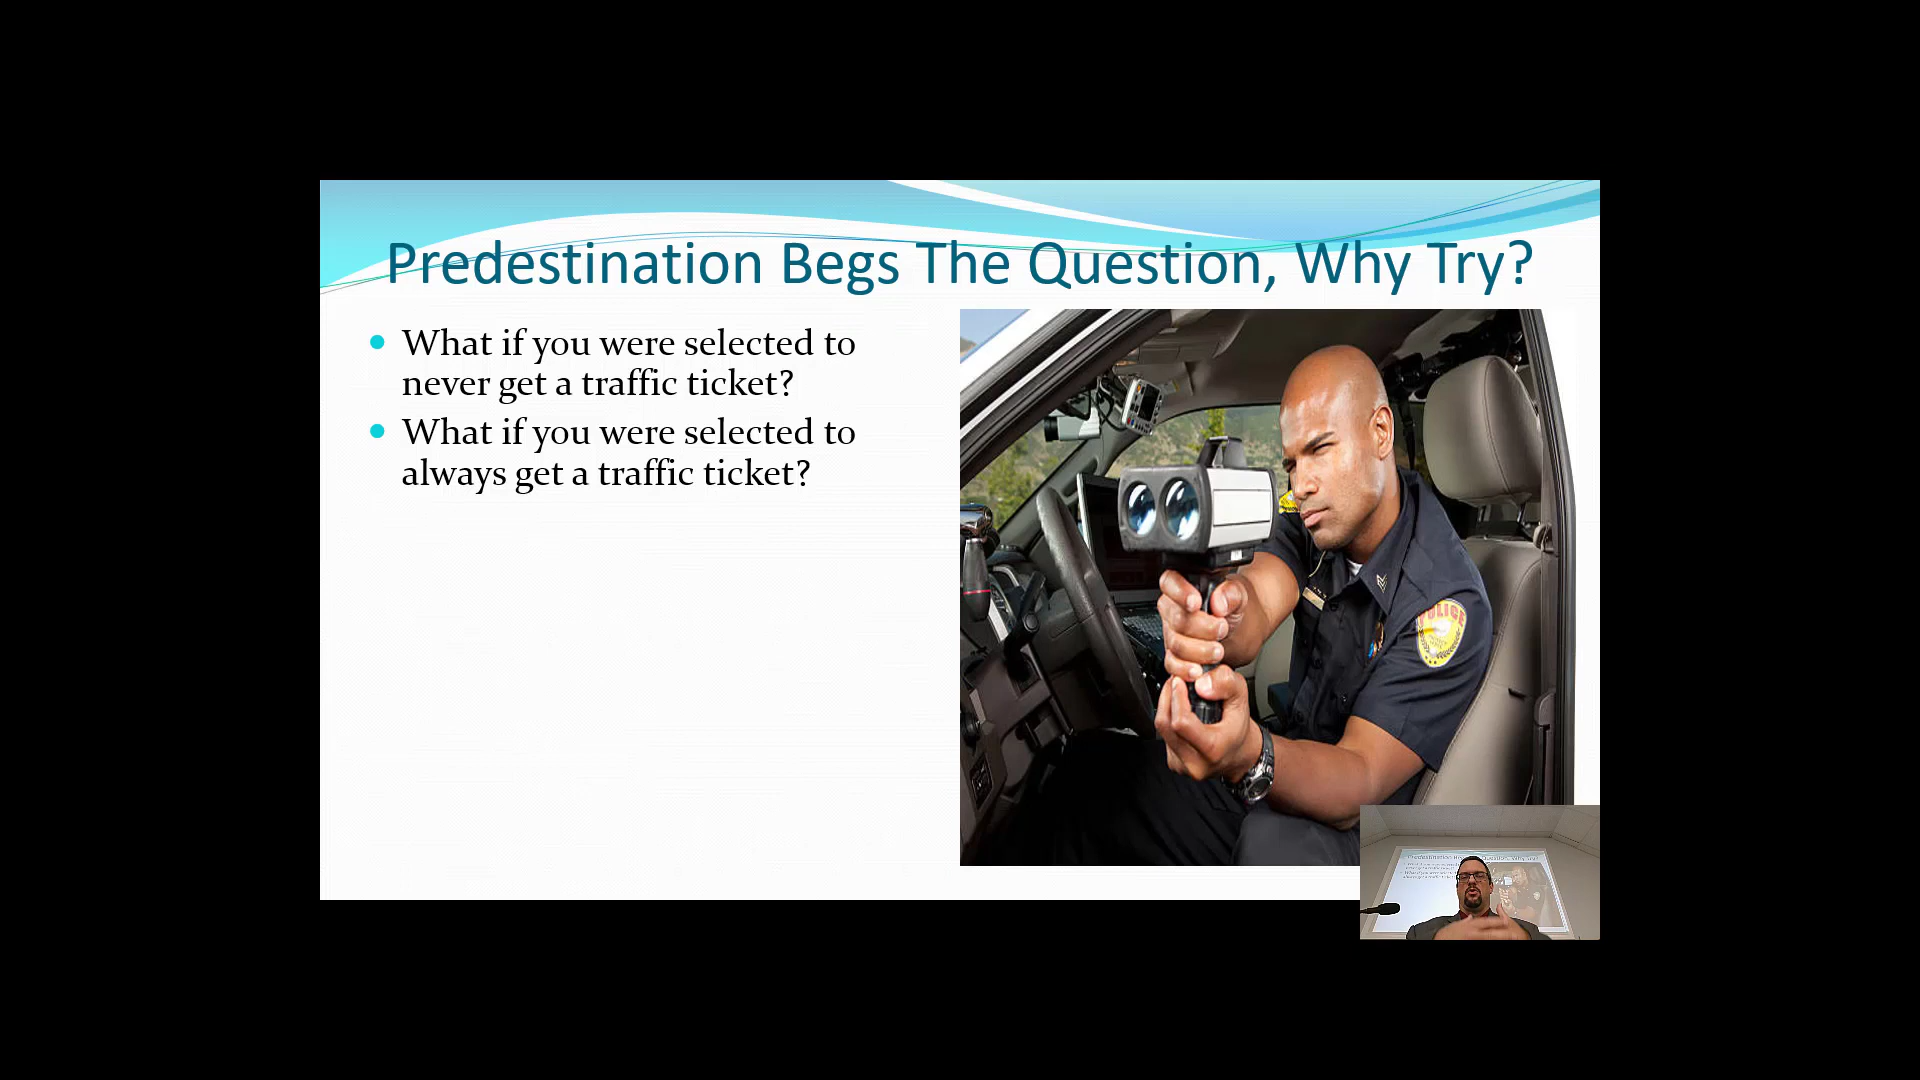 Predestination Begs The Question, Why Try?
What if you were selected to
never get a traffic ticket?
What if you were selected to
always get a traffic ticket?
POLICE